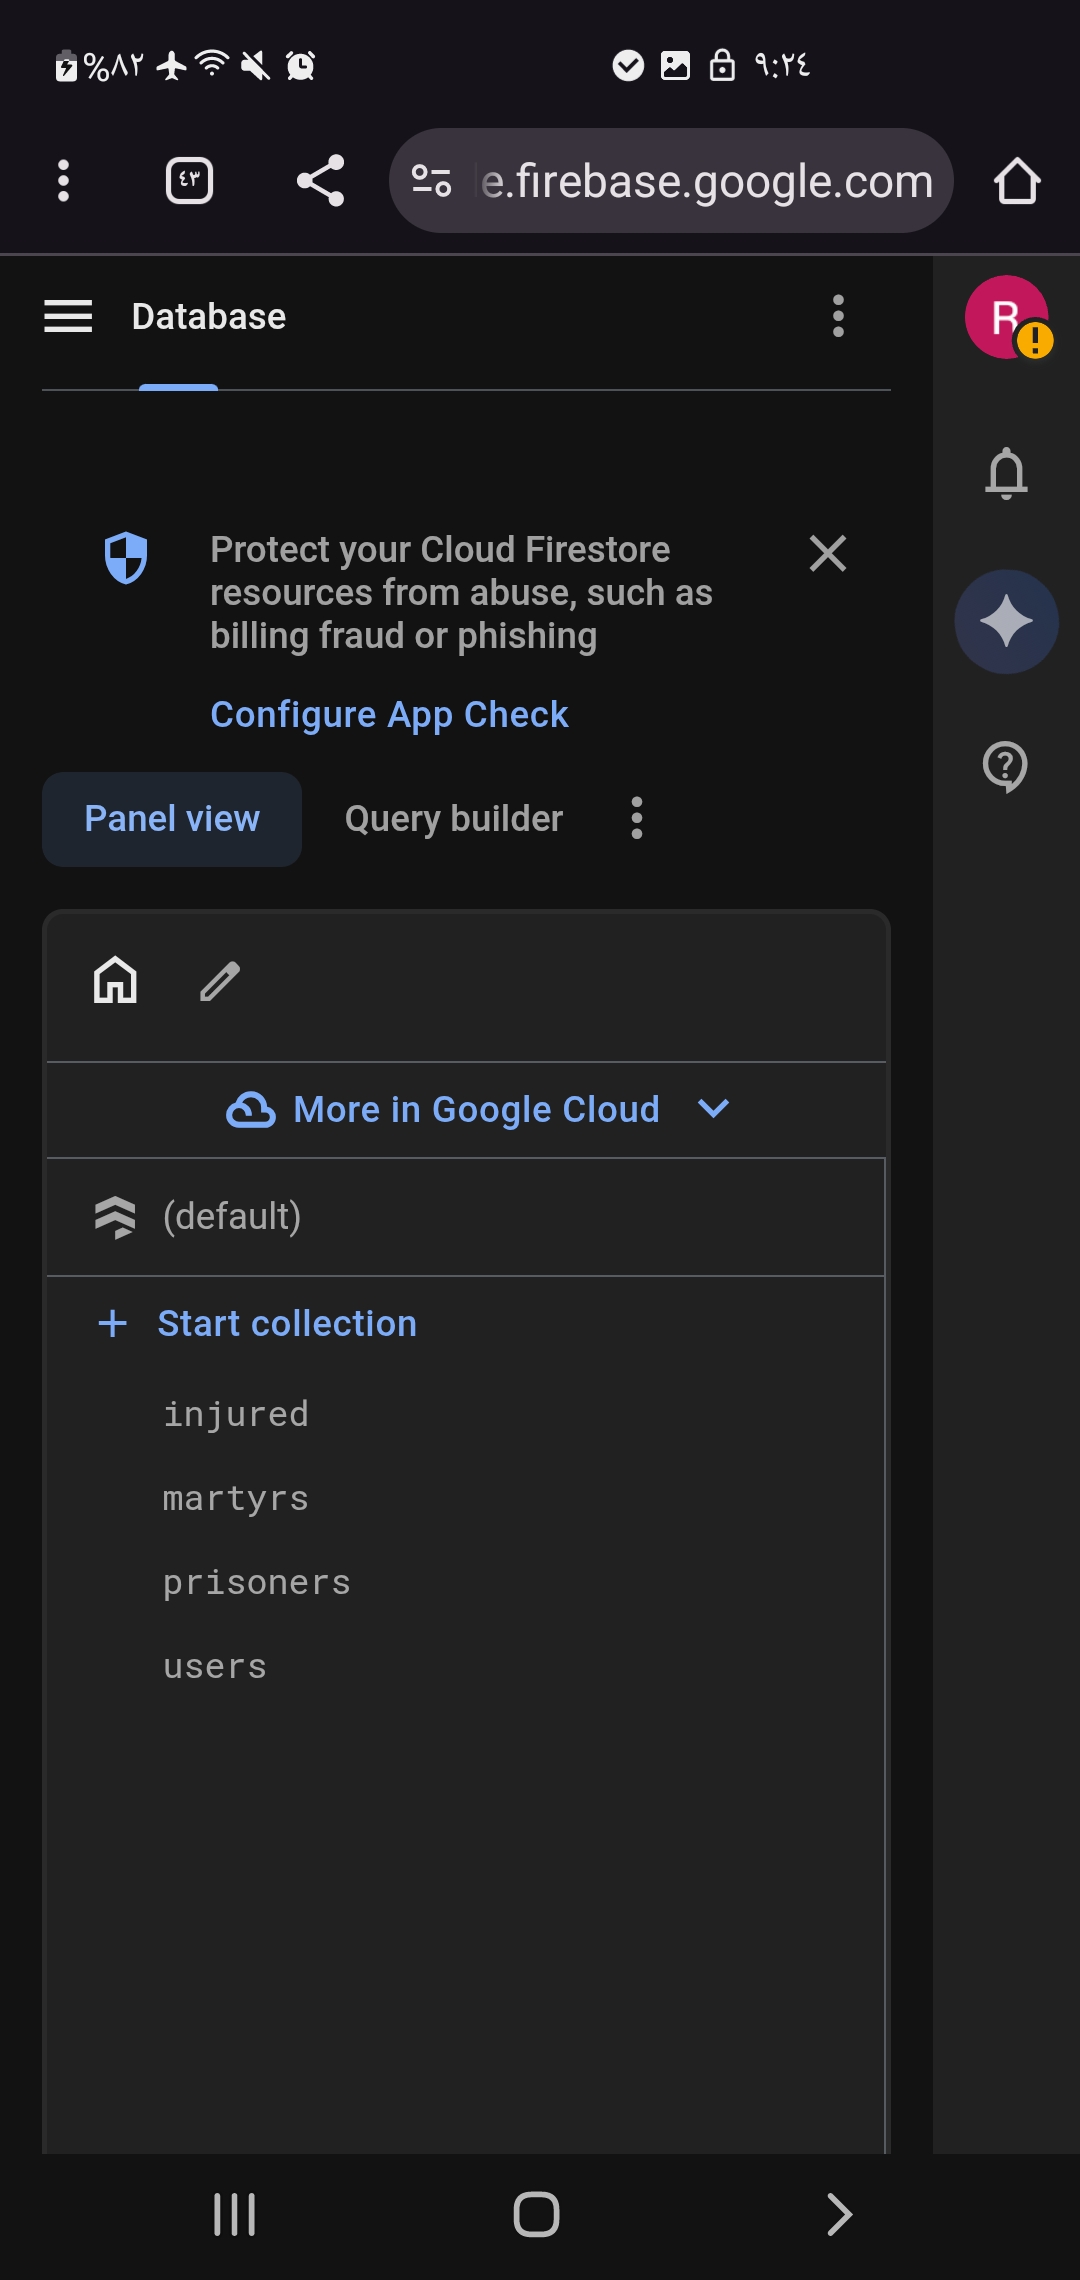 %٨٢
٩:٢٤
٤٣
e.firebase.google.com
Database
R
Protect your Cloud Firestore
resources from abuse, such as
billing fraud or phishing
Configure App Check
Panel view
Query builder
More in Google Cloud
(default)
+ Start collection
injured
martyrs
prisoners
users